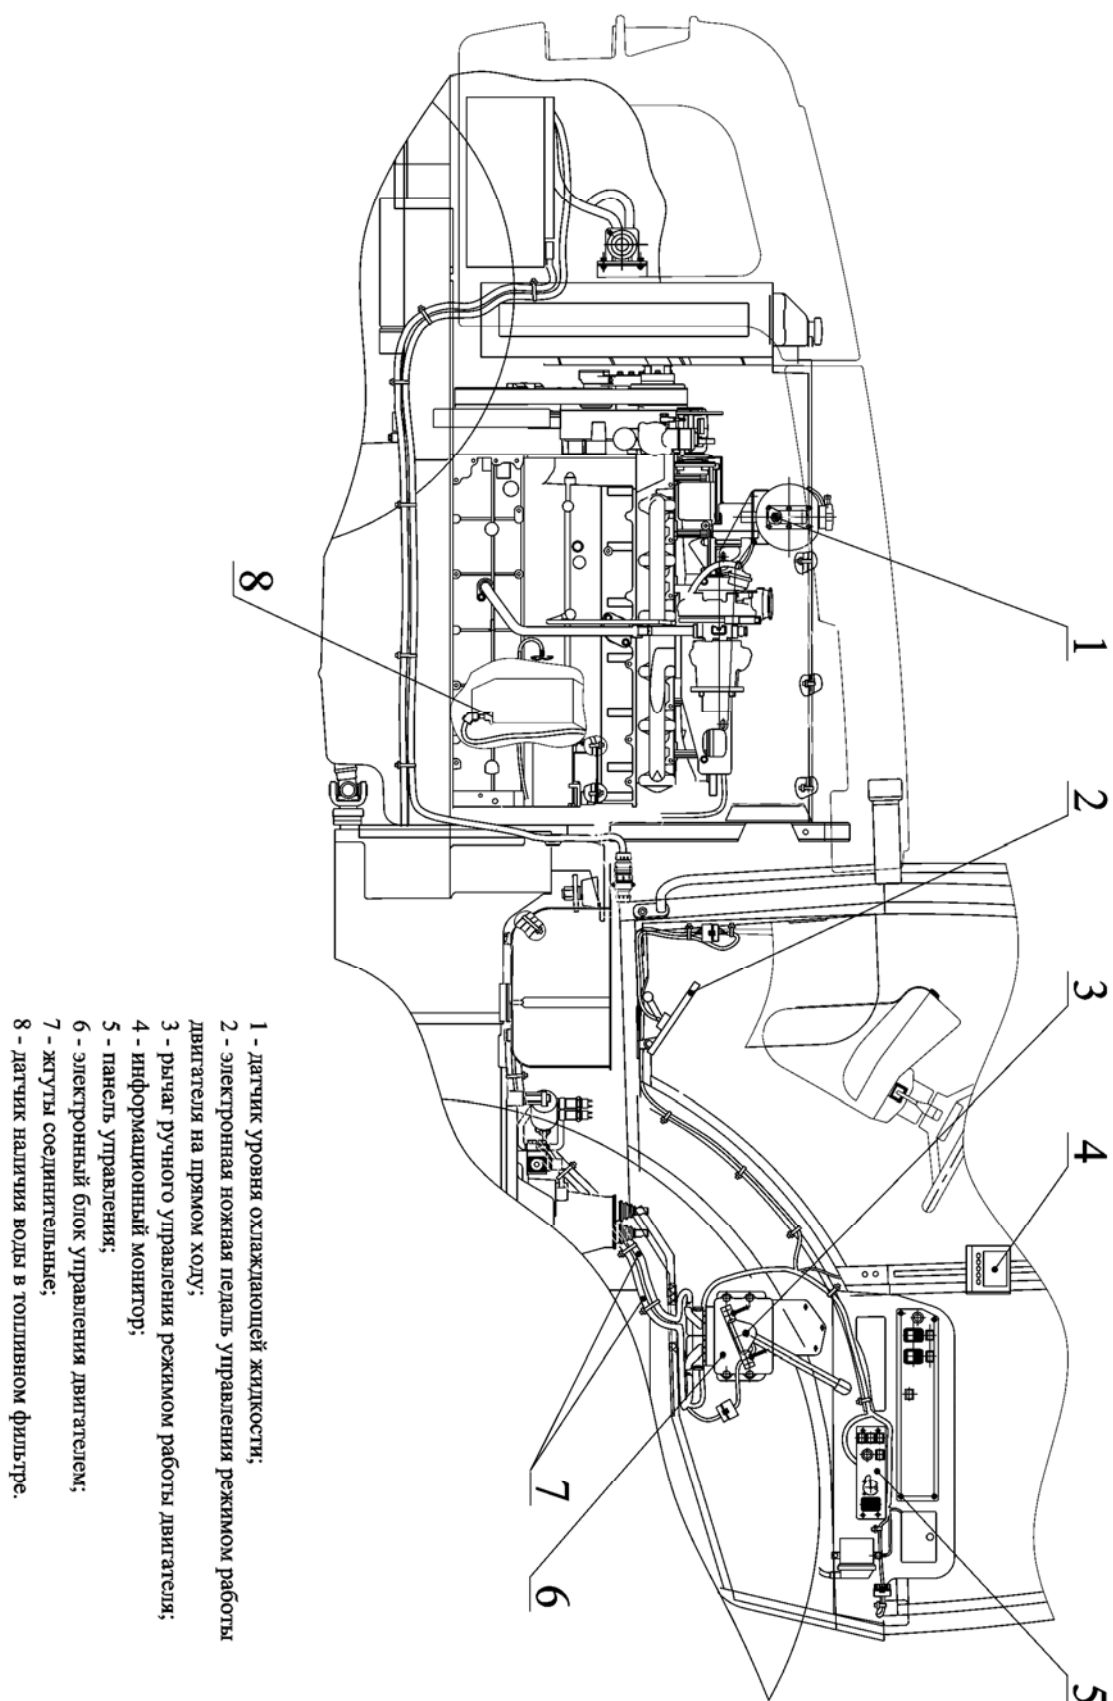 1
2
3
4
5
6
7
8
1 - датчик уровня охлаждающей жидкости;
2 - электронная ножная педаль управления режимом работы
двигателя на прямом ходу;
3 - рычаг ручного управления режимом работы двигателя;
4 - информационный монитор;
5 - панель управления;
6 - электронный блок управления двигателем;
7 - жгуты соединительные;
8 - датчик наличия воды в топливном фильтре.